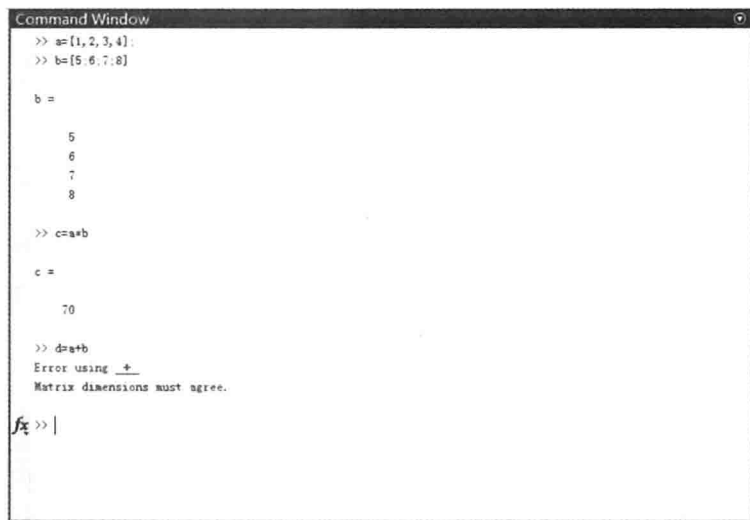 Command Window
>> a=[1,2,3,4];
>> b=[5;6;7;8]
b =
5
6
7
8
>> c=a*b
c =
70
>> d=a+b
Error using +
Matrix dimensions must agree.
fx >>